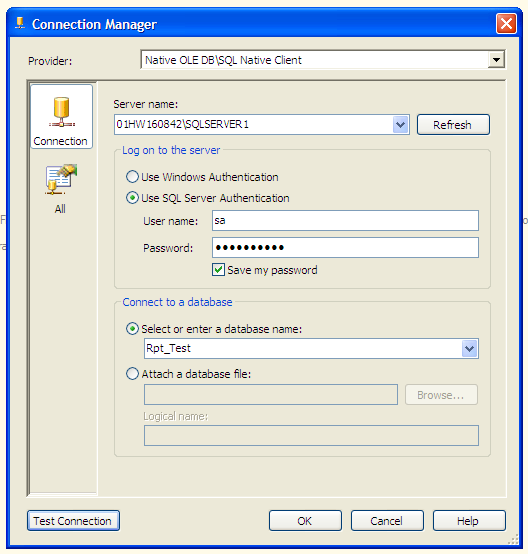 Connection Manager
Provider: Native OLE DB\SQL Native Client
Connection
All
Server name:
01HW160842\SQLSERVER1 Refresh
Log on to the server
Use Windows Authentication
Use SQL Server Authentication
User name: sa
Password: ●●●●●●●●●●
Save my password
Connect to a database
Select or enter a database name:
Rpt_Test
Attach a database file:
Browse...
Logical name:
Test Connection OK Cancel Help